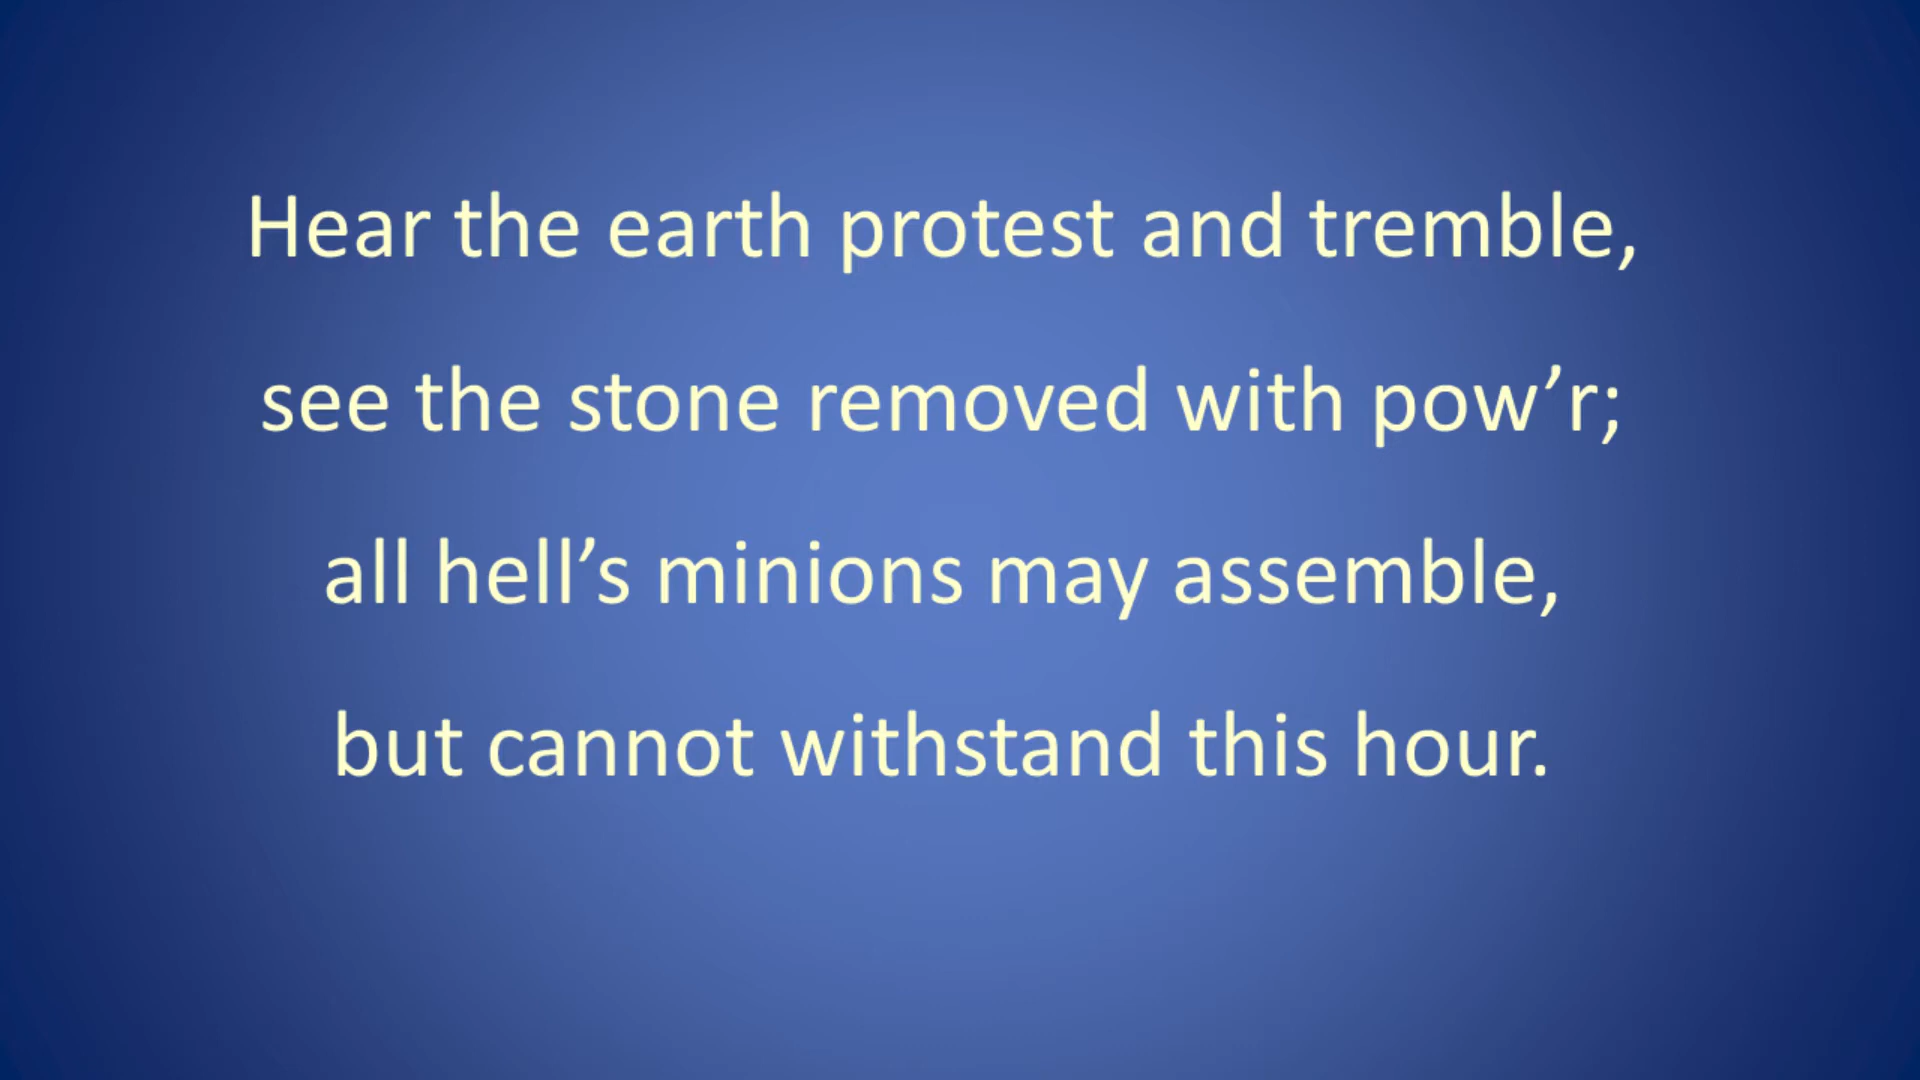 Hear the earth protest and tremble,
see the stone removed with pow’r;
all hell’s minions may assemble,
but cannot withstand this hour.